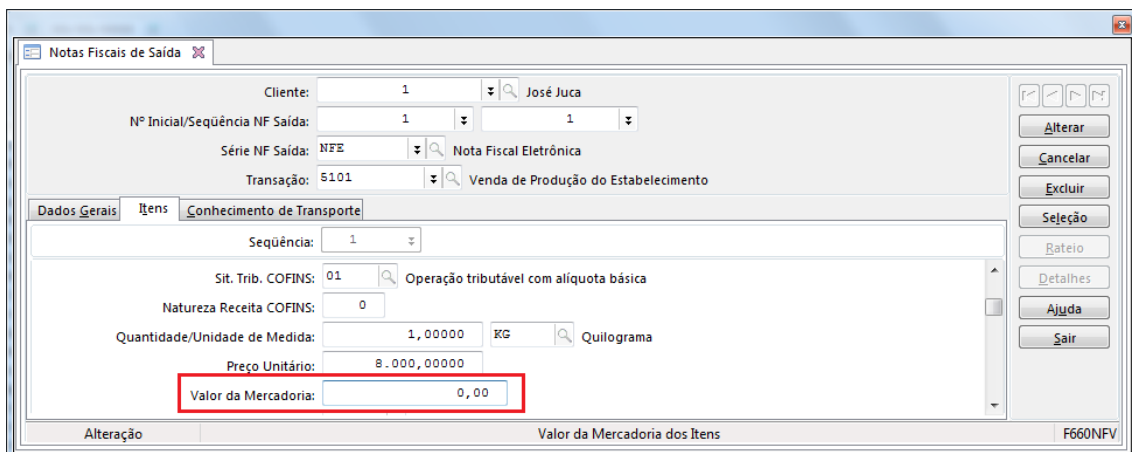 Notas Fiscais de Saída
Cliente: 1 José Juca
Nº Inicial/Seqüência NF Saída: 1 1
Série NF Saída: NFE Nota Fiscal Eletrônica
Transação: 5101 Venda de Produção do Estabelecimento
Alterar
Cancelar
Excluir
Seleção
Rateio
Detalhes
Ajuda
Sair
Dados Gerais Itens Conhecimento de Transporte
Seqüência: 1
Sit. Trib. COFINS: 01 Operação tributável com alíquota básica
Natureza Receita COFINS: 0
Quantidade/Unidade de Medida: 1,00000 KG Quilograma
Preço Unitário: 8.000,00000
Valor da Mercadoria: 0,00
Alteração Valor da Mercadoria dos Itens F660NFV